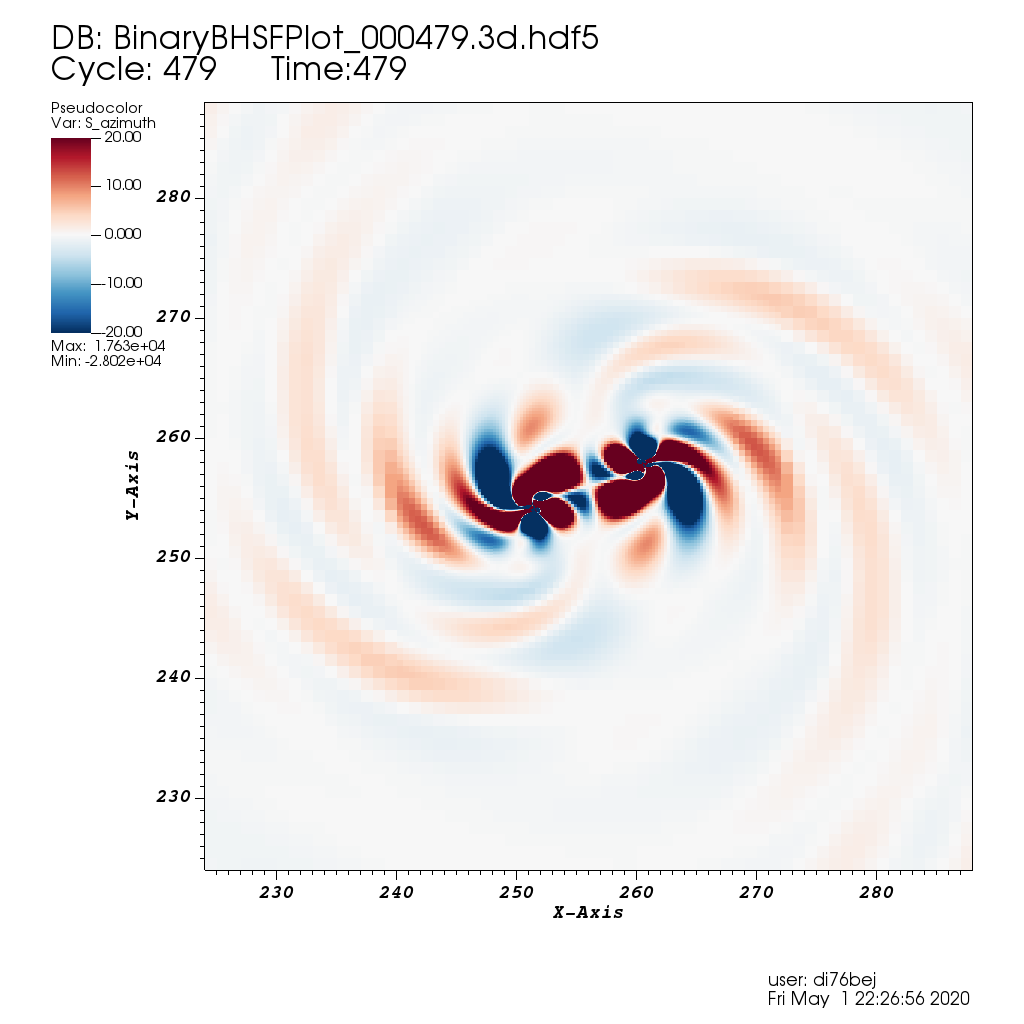 DB: BinaryBHSFPlot_000479.3d.hdf5
Cycle: 479 Time:479
Pseudocolor
Var: S_azimuth
20.00
10.00
0.000
-10.00
-20.00
Max: 1.763e+04
Min: -2.802e+04
280
270
260
250
240
230
Y-Axis
230 240 250 260 270 280
X-Axis
user: di76bej
Fri May 1 22:26:56 2020